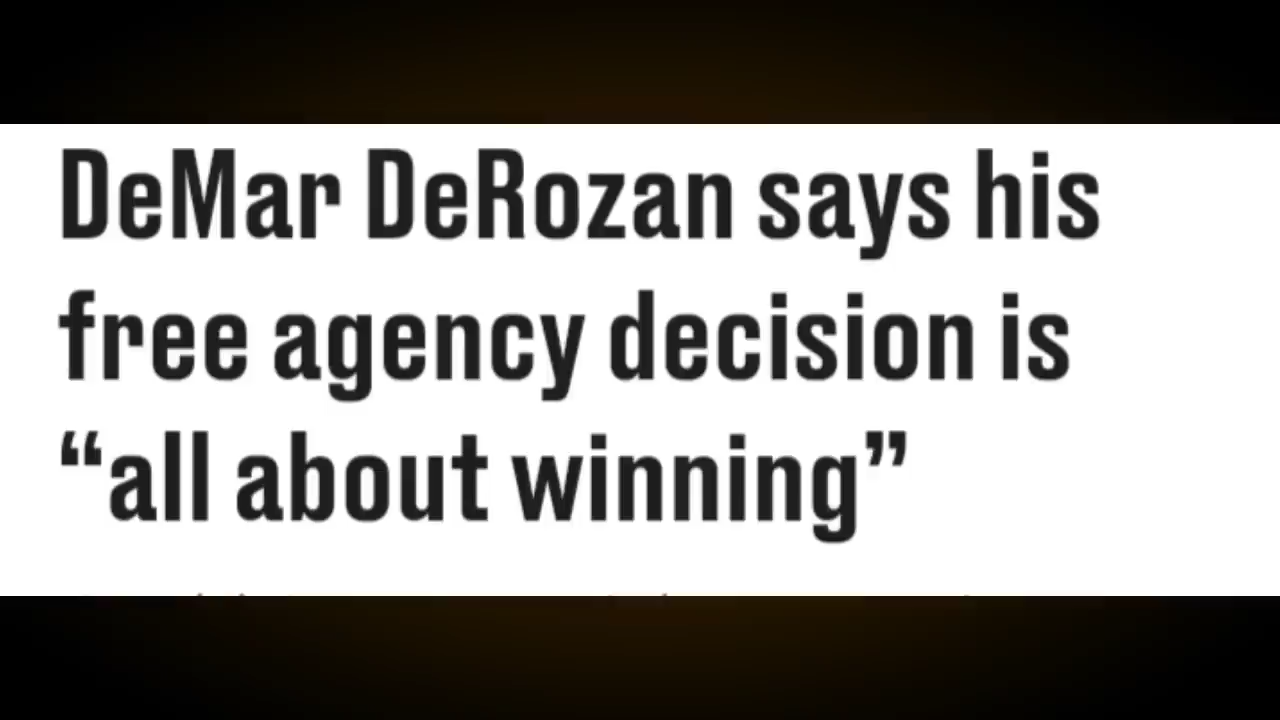 DeMar DeRozan says his
free agency decision is
“all about winning”